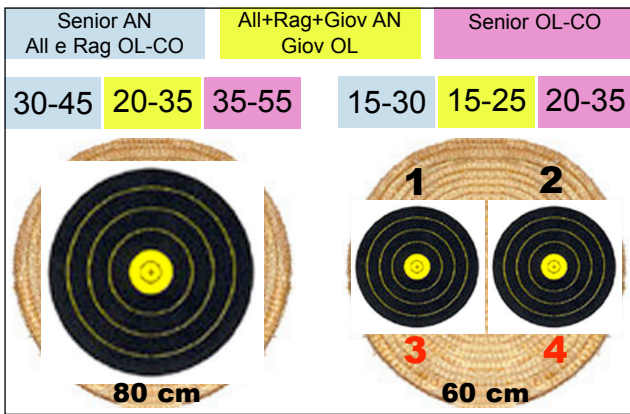 Senior AN
All e Rag OL-CO
All+Rag+Giov AN
Giov OL
Senior OL-CO
30-45 20-35 35-55
15-30 15-25 20-35
1 2
3 4
80 cm
60 cm